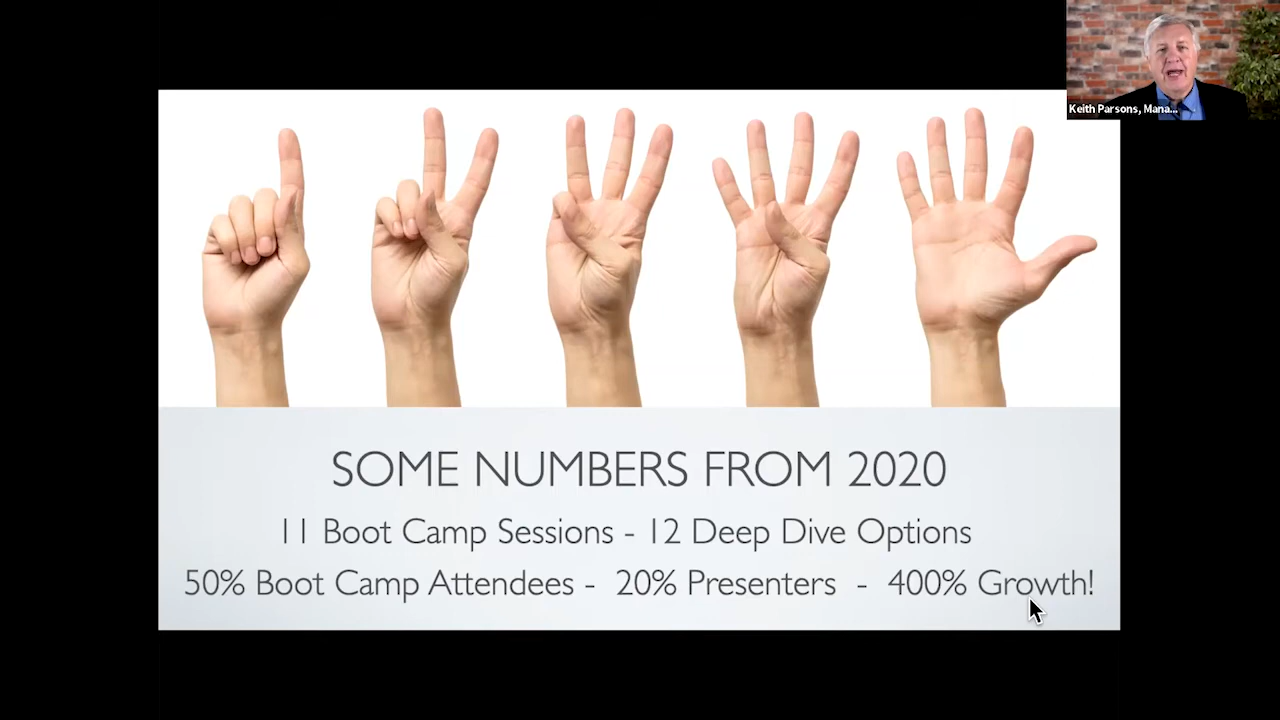 Keith Parsons, Mana...
SOME NUMBERS FROM 2020
11 Boot Camp Sessions - 12 Deep Dive Options
50% Boot Camp Attendees - 20% Presenters - 400% Growth!